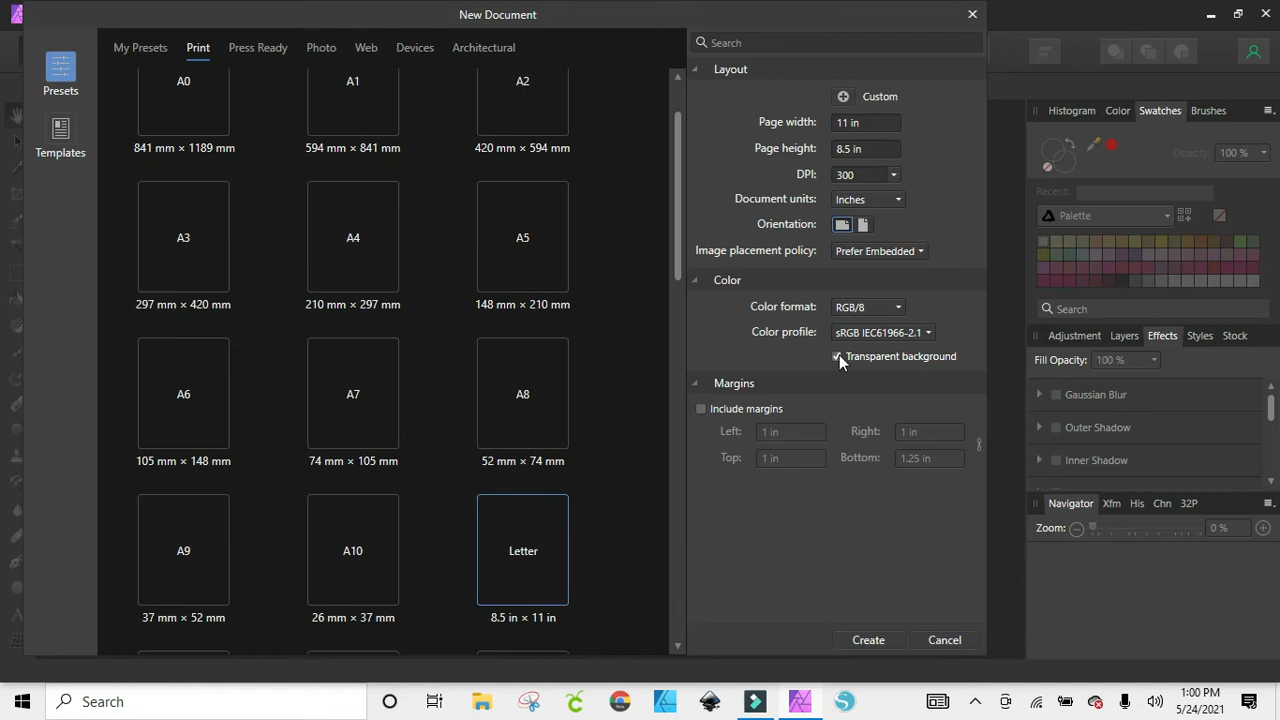 New Document
My Presets Print Press Ready Photo Web Devices Architectural
Search
Presets
Templates
A0
841 mm × 1189 mm
A1
594 mm × 841 mm
A2
420 mm × 594 mm
A3
297 mm × 420 mm
A4
210 mm × 297 mm
A5
148 mm × 210 mm
A6
105 mm × 148 mm
A7
74 mm × 105 mm
A8
52 mm × 74 mm
A9
37 mm × 52 mm
A10
26 mm × 37 mm
Letter
8.5 in × 11 in
Layout
Custom
Page width: 11 in
Page height: 8.5 in
DPI: 300
Document units: Inches
Orientation:
Image placement policy: Prefer Embedded
Color
Color format: RGB/8
Color profile: sRGB IEC61966-2.1
Transparent background
Margins
Include margins
Left: 1 in Right: 1 in
Top: 1 in Bottom: 1.25 in
Create Cancel
Histogram Color Swatches Brushes
Opacity: 100 %
Recent:
Palette
Search
Adjustment Layers Effects Styles Stock
Fill Opacity: 100 %
Gaussian Blur
Outer Shadow
Inner Shadow
Navigator Xfm His Chn 32P
Zoom: 0 %
Search
1:00 PM
5/24/2021